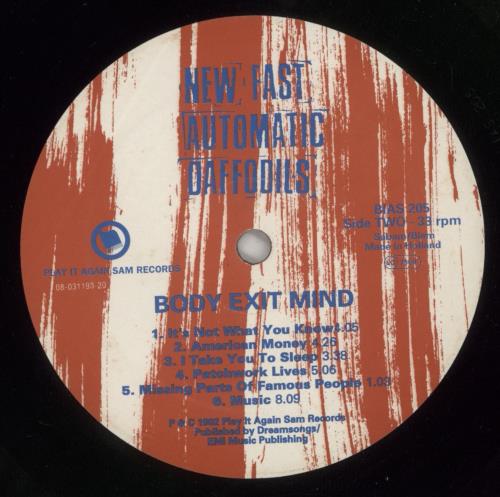 NEW FAST
AUTOMATIC
DAFFODILS
BIAS 205
Side TWO - 33 rpm
Sabam/Biem
Made in Holland
PLAY IT AGAIN SAM RECORDS
08-031193-20
BODY EXIT MIND
1. It's Not What You Know 4.05
2. American Money 4.26
3. I Take You To Sleep 3.38
4. Patchwork Lives 5.06
5. Missing Parts Of Famous People 1.03
6. Music 8.09
P & C 1992 Play It Again Sam Records
Published by Dreamsongs/
EMI Music Publishing